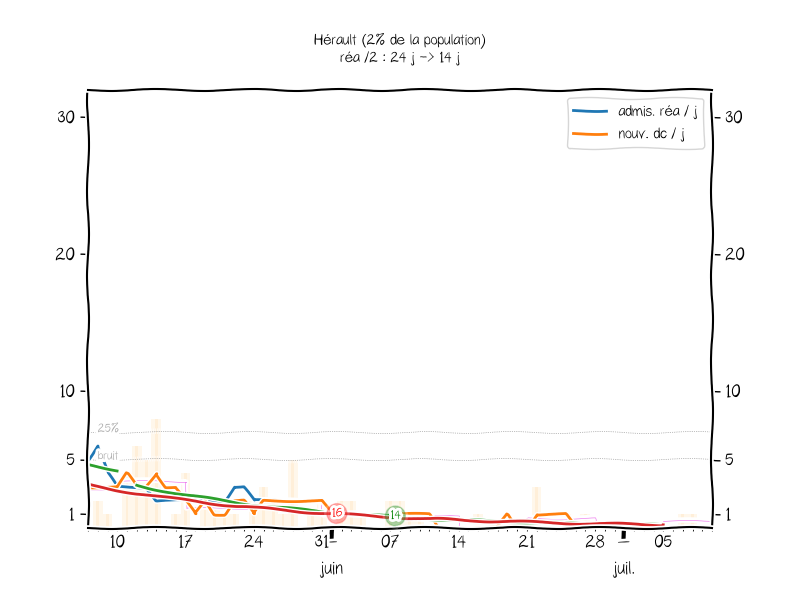 Hérault (2% de la population)
réa /2 : 24 j -> 14 j
admis. réa / j
nouv. dc / j
30 30
20 20
10 10
25%
bruit
5 5
16
14
1 1
10 17 24 31 07 14 21 28 05
juin juil.